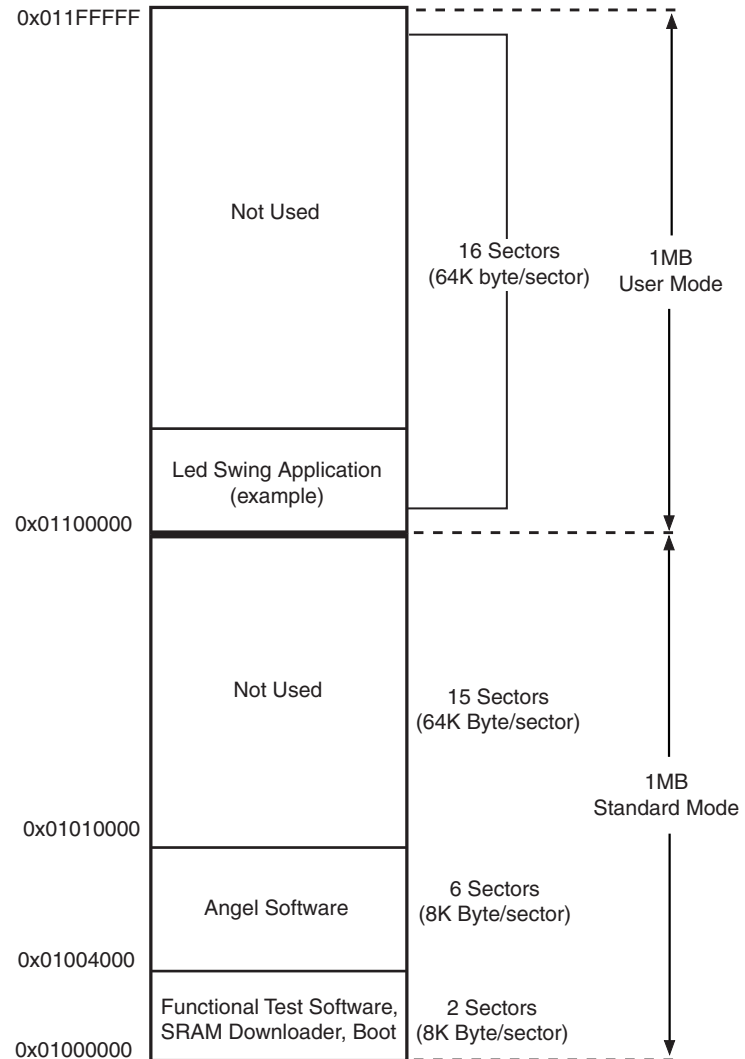 0x011FFFFF
Not Used
16 Sectors
(64K byte/sector)
1MB
User Mode
Led Swing Application
(example)
0x01100000
Not Used
15 Sectors
(64K Byte/sector)
1MB
Standard Mode
0x01010000
Angel Software
6 Sectors
(8K Byte/sector)
0x01004000
Functional Test Software,
SRAM Downloader, Boot
2 Sectors
(8K Byte/sector)
0x01000000